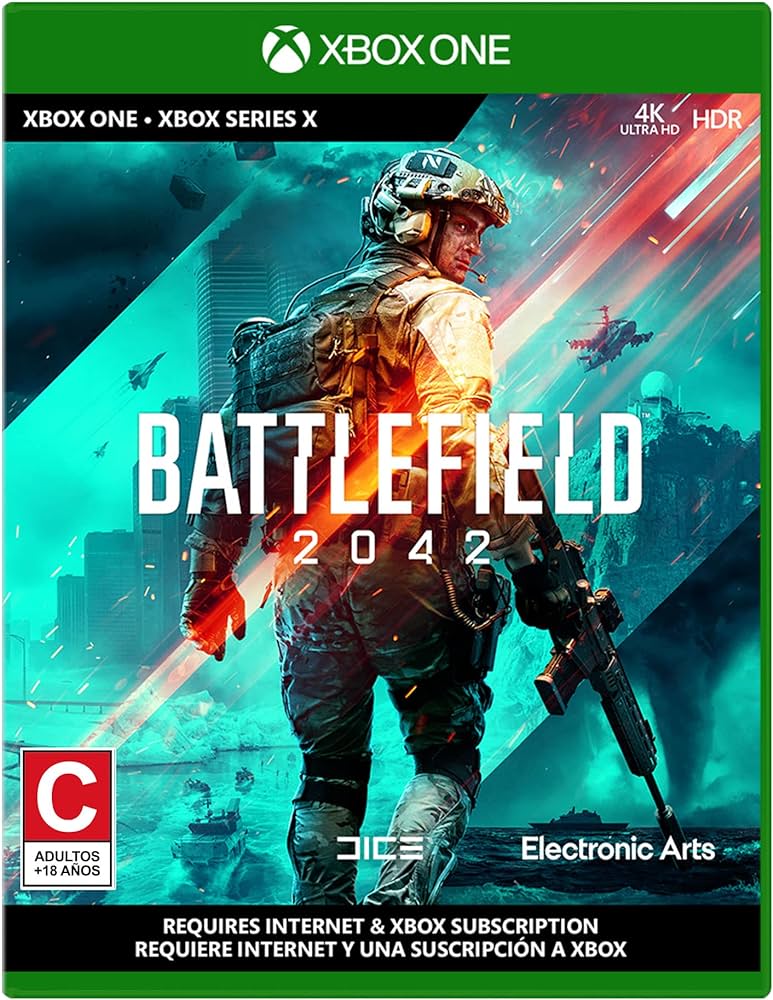 XBOX ONE
XBOX ONE • XBOX SERIES X
4K
ULTRA HD
HDR
N
BATTLEFIELD™
2042
C
ADULTOS
+18 AÑOS
DICE
Electronic Arts
REQUIRES INTERNET & XBOX SUBSCRIPTION
REQUIERE INTERNET Y UNA SUSCRIPCIÓN A XBOX